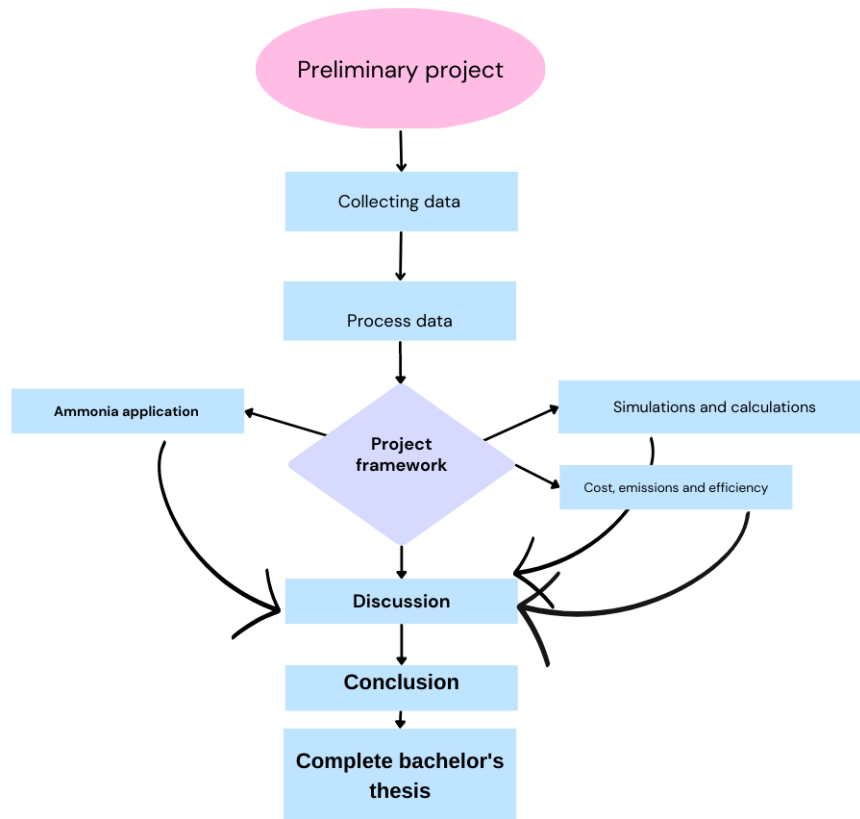 Preliminary project
Collecting data
Process data
Ammonia application
Project
framework
Simulations and calculations
Cost, emissions and efficiency
Discussion
Conclusion
Complete bachelor's
thesis